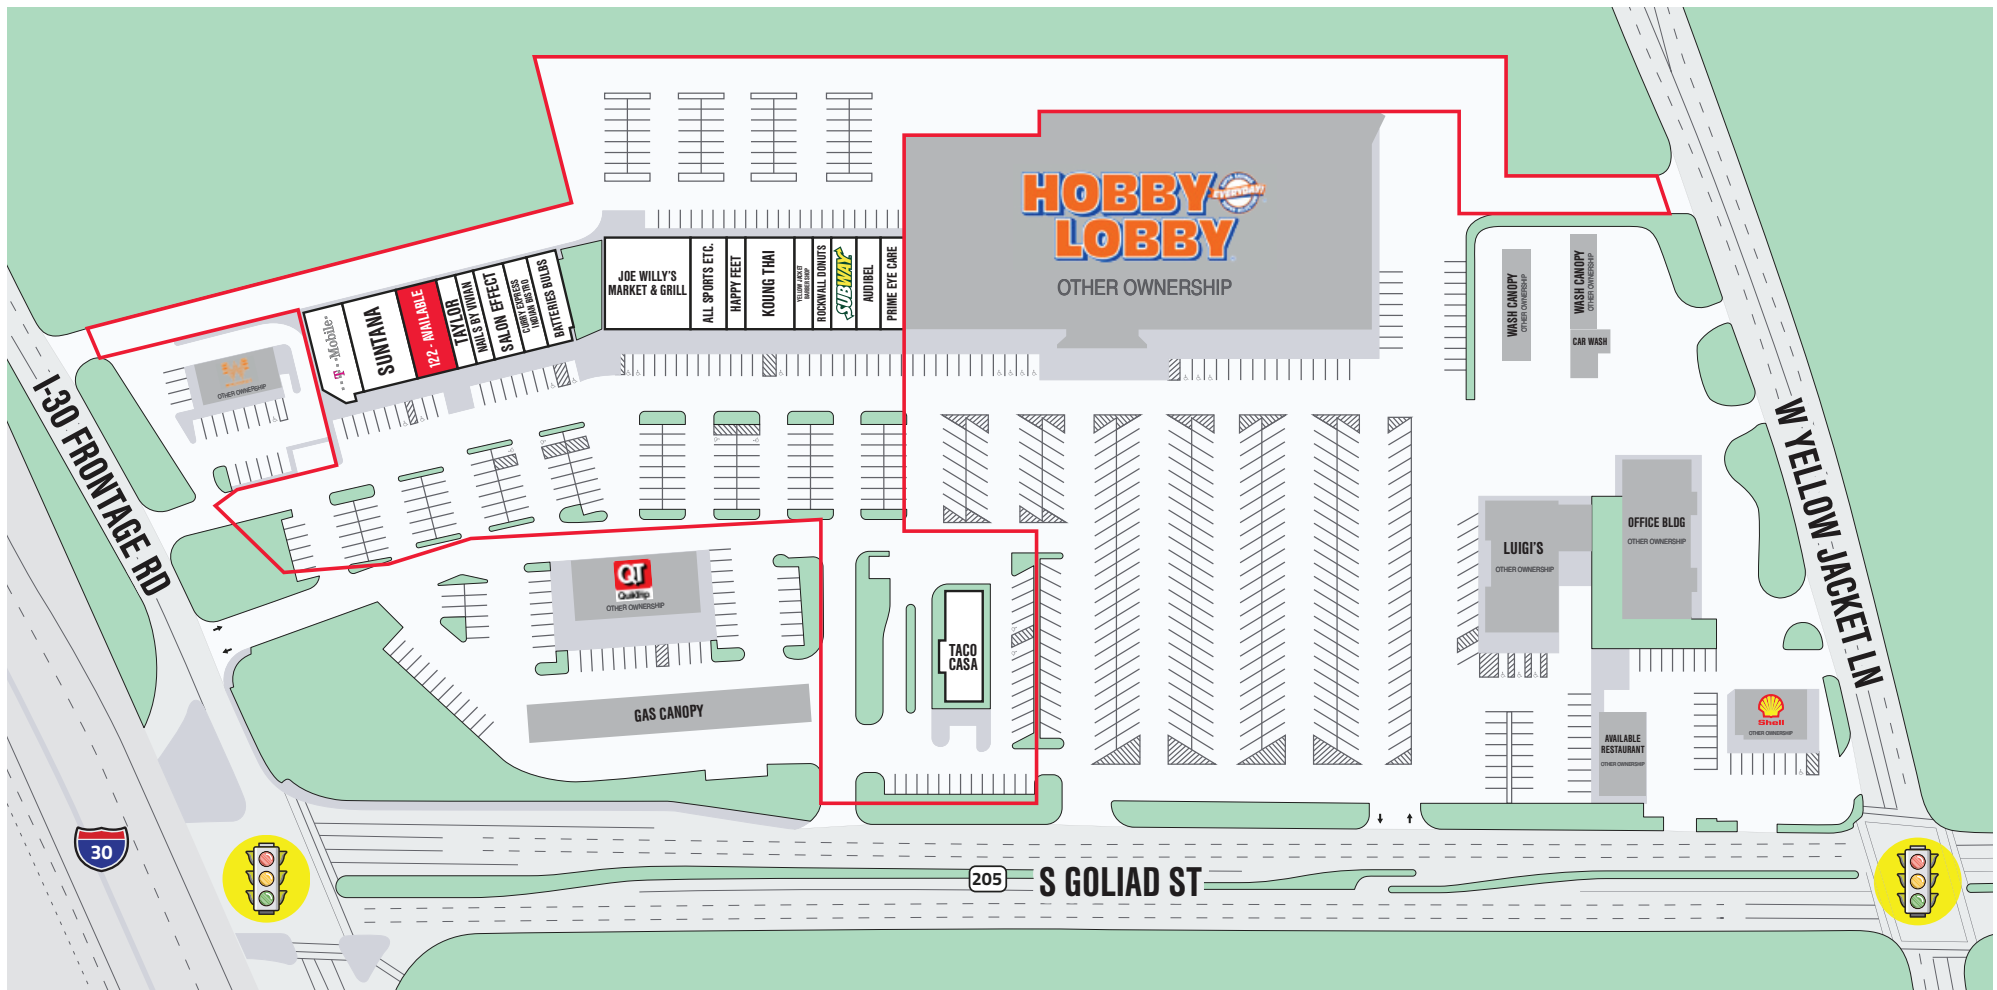 HOBBY
LOBBY
EVERYDAY!
OTHER OWNERSHIP
JOE WILLY'S
MARKET & GRILL
ALL SPORTS ETC.
HAPPY FEET
KOUNG THAI
YELLOW JACKET
BARBER SHOP
ROCKWALL DONUTS
SUBWAY
AUDIBEL
PRIME EYE CARE
T-Mobile
SUNTANA
122 - AVAILABLE
TAYLOR
NAILS BY VIVIAN
SALON EFFECT
CURRY EXPRESS
INDIAN BISTRO
BATTERIES BULBS
OTHER OWNERSHIP
WASH CANOPY
OTHER OWNERSHIP
WASH CANOPY
OTHER OWNERSHIP
CAR WASH
I-30 FRONTAGE RD
W YELLOW JACKET LN
OFFICE BLDG
OTHER OWNERSHIP
LUIGI'S
OTHER OWNERSHIP
QT
QuikTrip
OTHER OWNERSHIP
TACO
CASA
GAS CANOPY
Shell
OTHER OWNERSHIP
AVAILABLE
RESTAURANT
OTHER OWNERSHIP
30
205
S GOLIAD ST